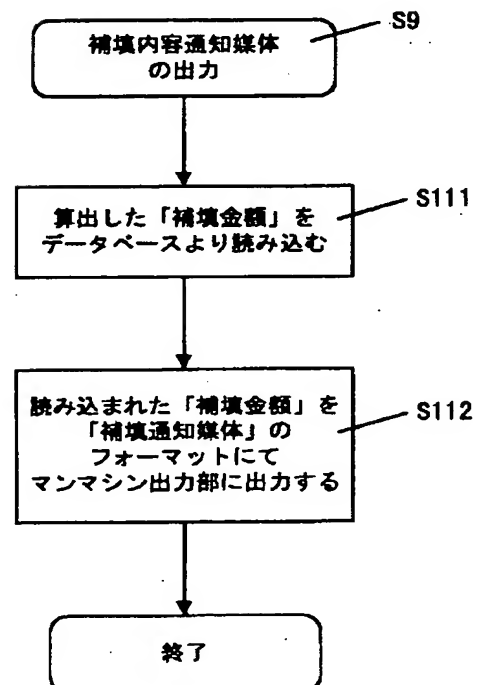 補填内容通知媒体
の出力
S9
算出した「補填金額」を
データベースより読み込む
S111
読み込まれた「補填金額」を
「補填通知媒体」の
フォーマットにて
マンマシン出力部に出力する
S112
終了